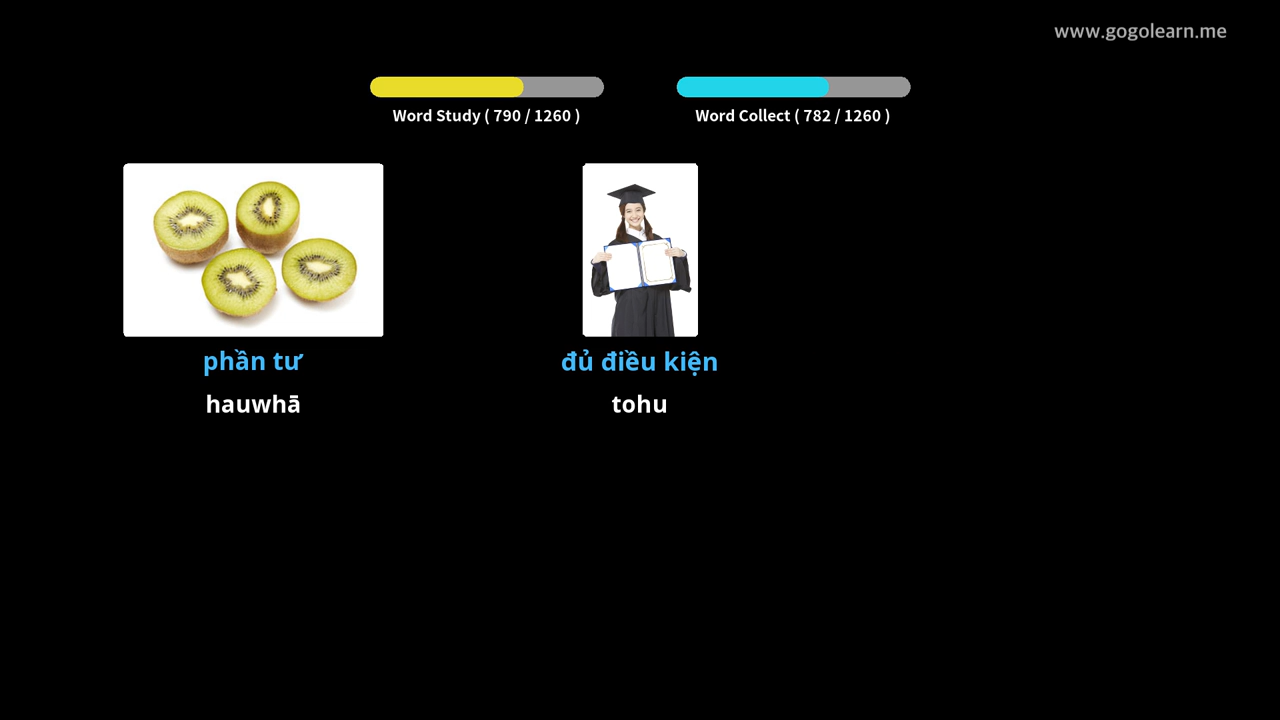 www.gogolearn.me
Word Study ( 790 / 1260 )
Word Collect ( 782 / 1260 )
phần tư
đủ điều kiện
hauwhā
tohu